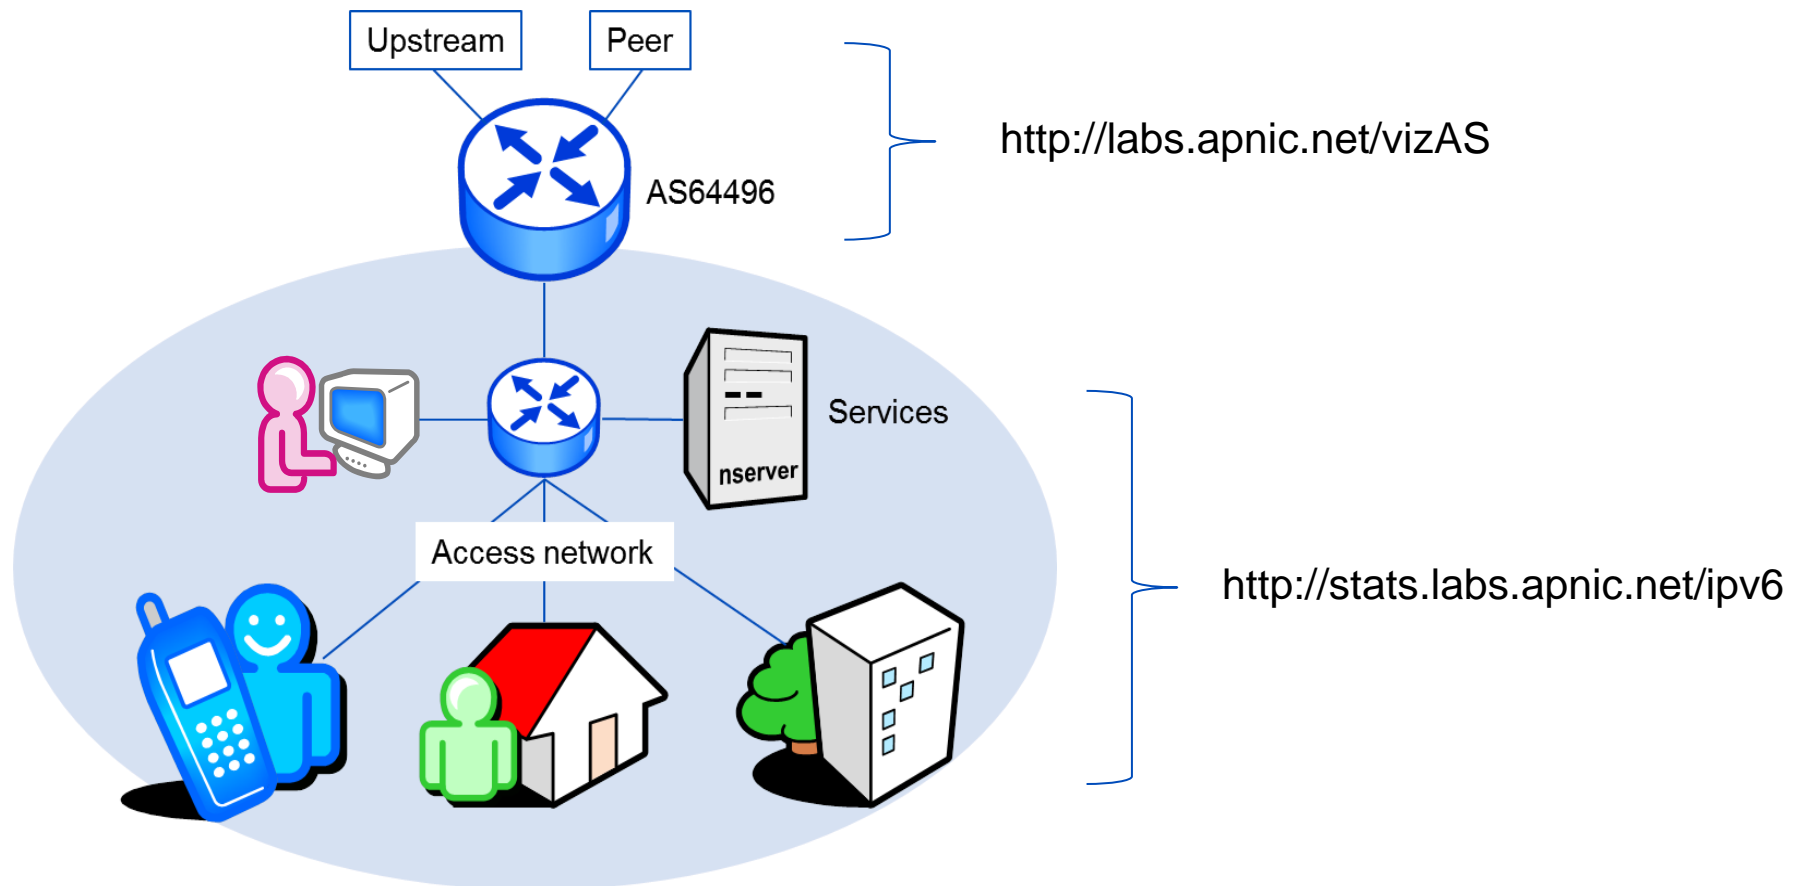 Upstream
Peer
http://labs.apnic.net/vizAS
AS64496
Services
nserver
Access network
http://stats.labs.apnic.net/ipv6